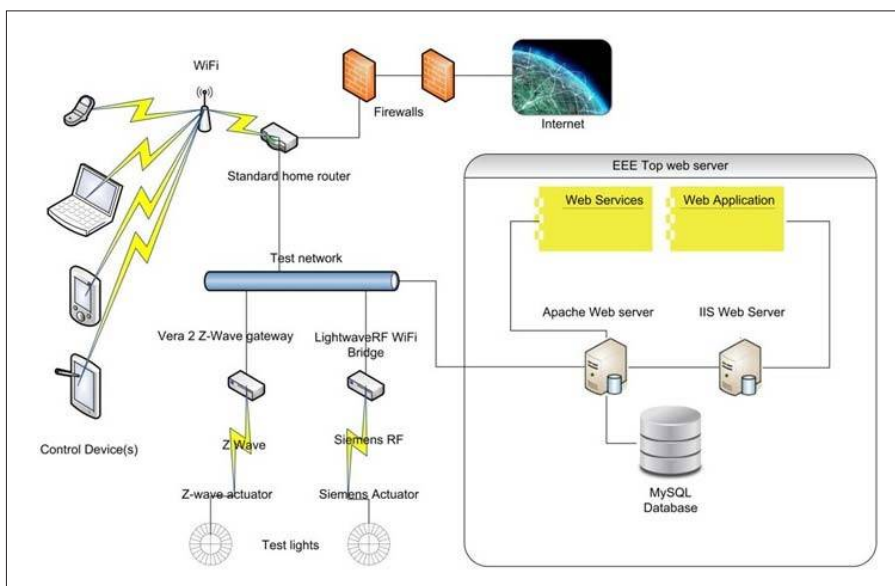 WiFi
Firewalls
Internet
Standard home router
EEE Top web server
Web Services
Web Application
Test network
Apache Web server
IIS Web Server
Vera 2 Z-Wave gateway
LightwaveRF WiFi
Bridge
Control Device(s)
Z Wave
Siemens RF
MySQL
Database
Z-wave actuator
Siemens Actuator
Test lights